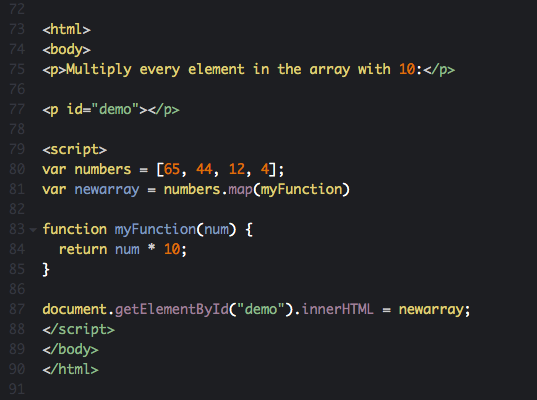 72
73 <html>
74 <body>
75 <p>Multiply every element in the array with 10:</p>
76
77 <p id="demo"></p>
78
79 <script>
80 var numbers = [65, 44, 12, 4];
81 var newarray = numbers.map(myFunction)
82
83 function myFunction(num) {
84   return num * 10;
85 }
86
87 document.getElementById("demo").innerHTML = newarray;
88 </script>
89 </body>
90 </html>
91